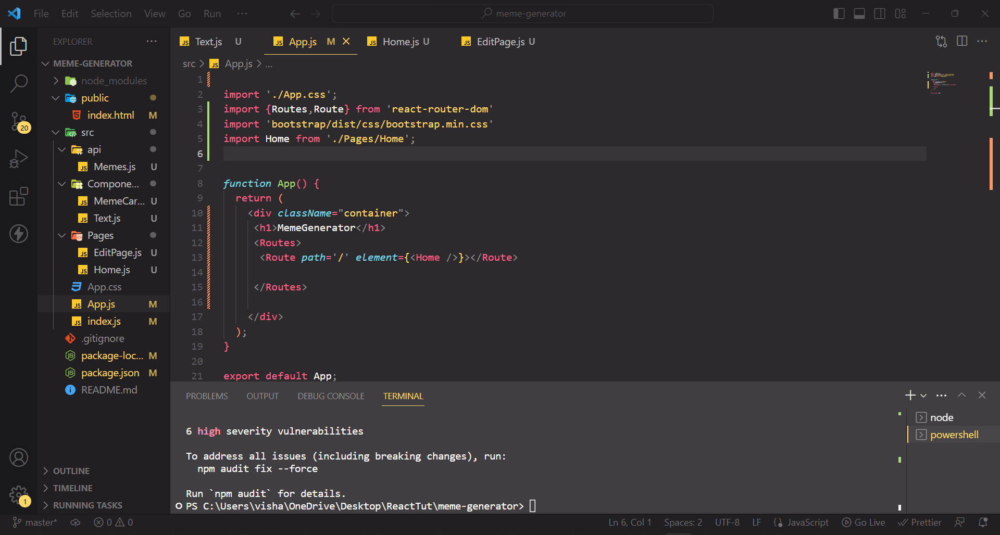 File Edit Selection View Go Run ...
meme-generator
EXPLORER
MEME-GENERATOR
node_modules
public
index.html M
src
api
Memes.js U
Compone...
MemeCar... U
Text.js U
Pages
EditPage.js U
Home.js U
App.css
App.js M
index.js M
.gitignore
package-loc... M
package.json M
README.md
OUTLINE
TIMELINE
RUNNING TASKS
20
1
Text.js U App.js M Home.js U EditPage.js U
src > App.js > ...
1
2 import './App.css';
3 import {Routes,Route} from 'react-router-dom'
4 import 'bootstrap/dist/css/bootstrap.min.css'
5 import Home from './Pages/Home';
6
7
8 function App() {
9 return (
10 <div className="container">
11 <h1>MemeGenerator</h1>
12 <Routes>
13 <Route path='/' element={<Home />}></Route>
14
15 </Routes>
16
17 </div>
18 );
19 }
20
21 export default App;
PROBLEMS OUTPUT DEBUG CONSOLE TERMINAL
6 high severity vulnerabilities
To address all issues (including breaking changes), run:
npm audit fix --force
Run `npm audit` for details.
PS C:\Users\visha\OneDrive\Desktop\ReactTut\meme-generator>
node
powershell
master* 0 0 Ln 6, Col 1 Spaces: 2 UTF-8 LF JavaScript Go Live Prettier